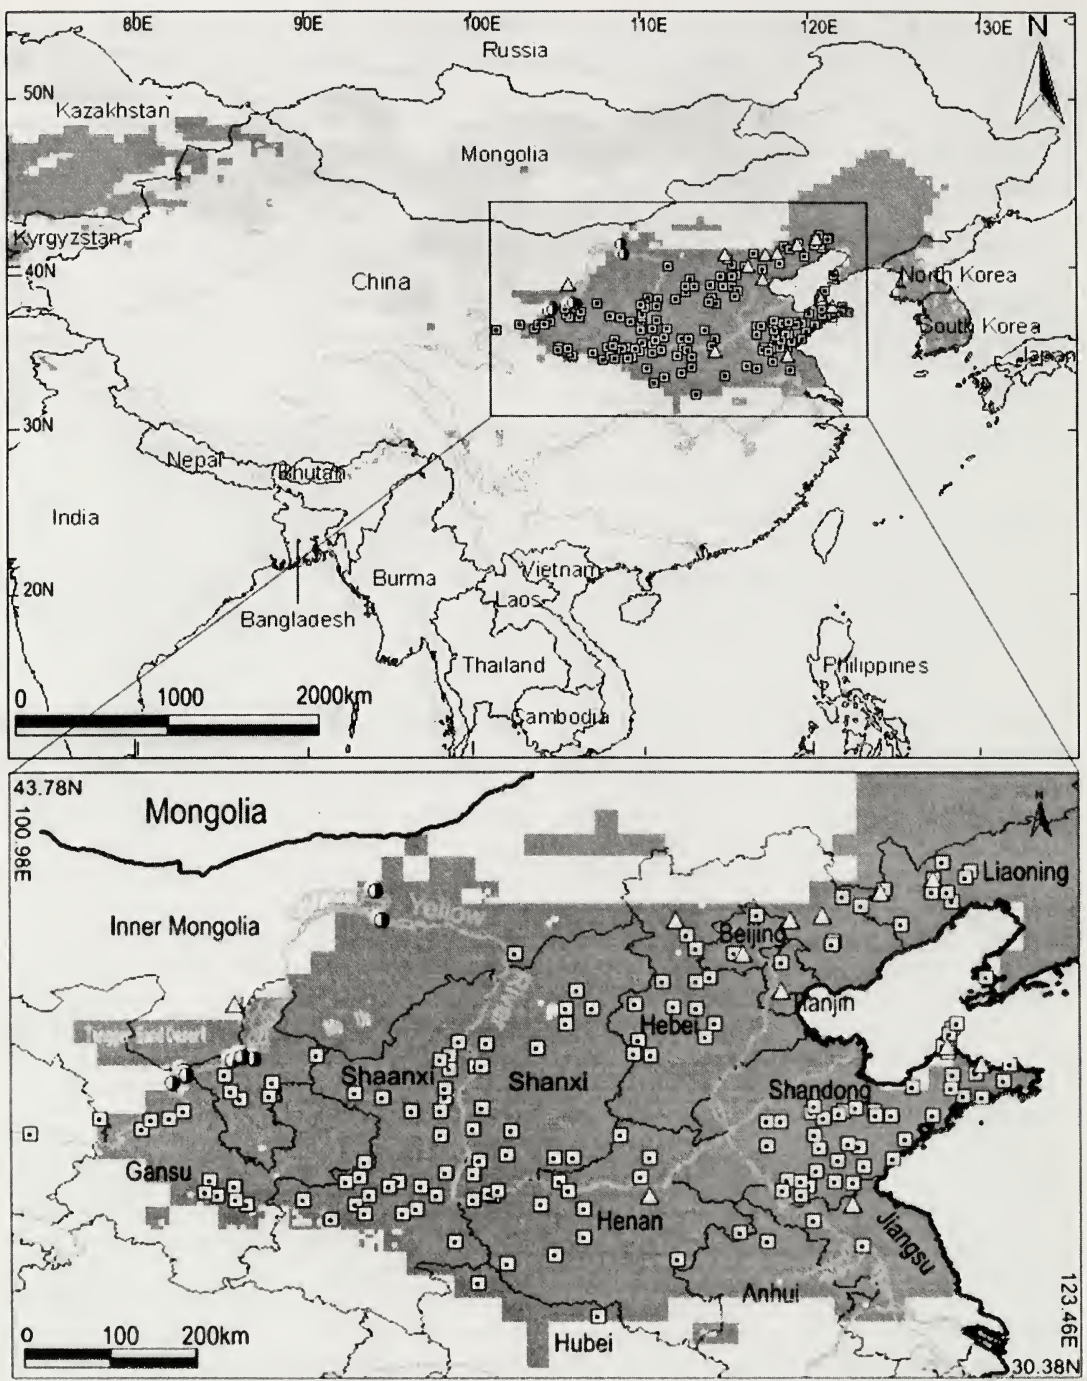 80E 90E 100E 110E 120E 130E
N
Russia
50N
Kazakhstan
Mongolia
Kyrgyzstan
40N
China
North Korea
South Korea
Japan
30N
Nepal
Bhutan
India
20N
Burma
Vietnam
Laos
Bangladesh
Thailand
Philippines
Cambodia
0 1000 2000km
43.78N
100.98E
Mongolia
N
Liaoning
Inner Mongolia
Yellow
River
Beijing
Tianjin
Hebei
Shaanxi
Shanxi
Shandong
Gansu
Henan
Jiangsu
Anhui
Hubei
0 100 200km
123.46E
30.38N